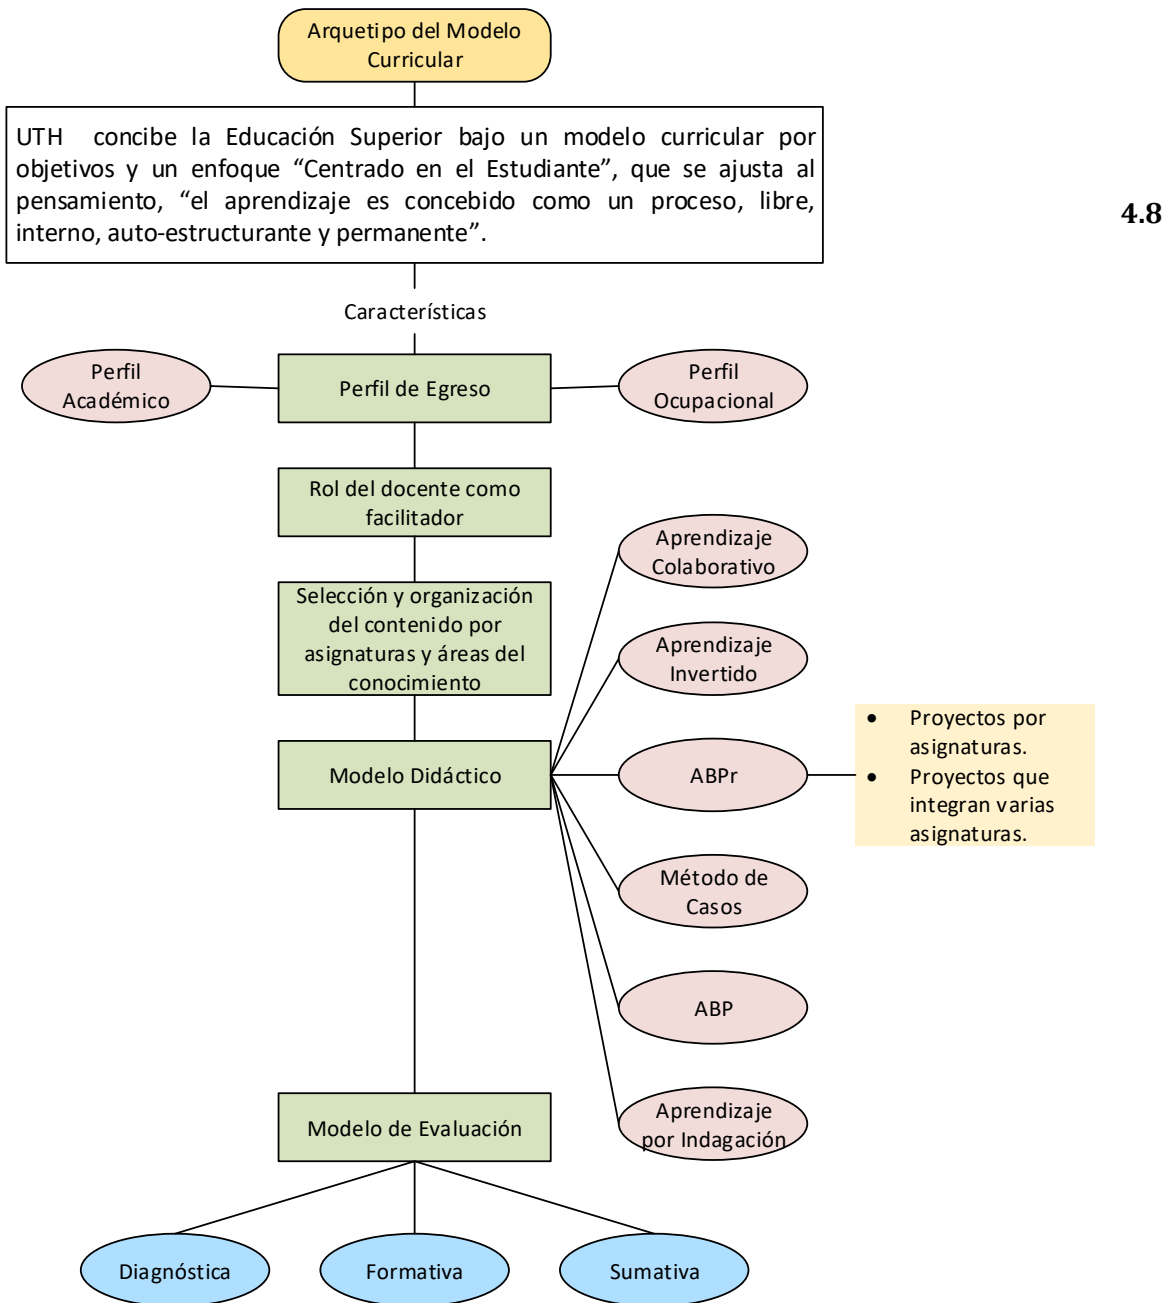 Arquetipo del Modelo
Curricular
UTH concibe la Educación Superior bajo un modelo curricular por
objetivos y un enfoque “Centrado en el Estudiante”, que se ajusta al
pensamiento, “el aprendizaje es concebido como un proceso, libre,
interno, auto-estructurante y permanente”.
4.8
Característicías
Perfil
Académico
Perfil de Egreso
Perfil
Ocupacional
Rol del docente como
facilitador
Selección y organización
del contenido por
asignaturas y áreas del
conocimiento
Modelo Didáctico
Aprendizaje
Colaborativo
Aprendizaje
Invertido
ABPr
• Proyectos por
asignaturas.
• Proyectos que
integran varias
asignaturas.
Método de
Casos
ABP
Aprendizaje
por Indagación
Modelo de Evaluación
Diagnóstica
Formativa
Sumativa